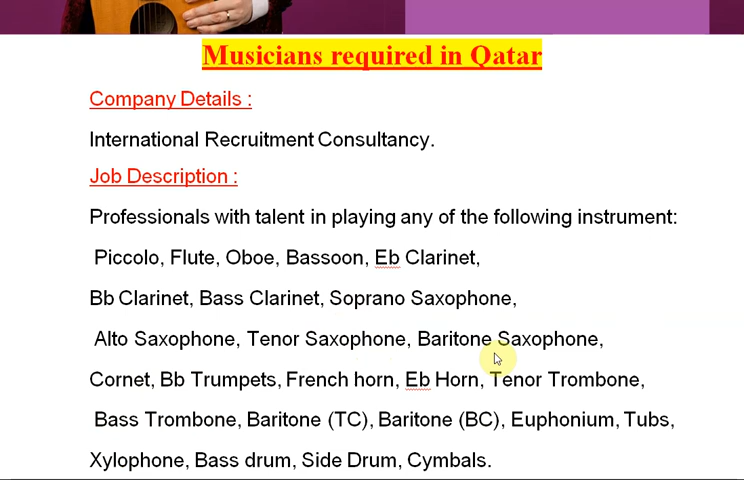 Musicians required in Qatar
Company Details :
International Recruitment Consultancy.
Job Description :
Professionals with talent in playing any of the following instrument:
Piccolo, Flute, Oboe, Bassoon, Eb Clarinet,
Bb Clarinet, Bass Clarinet, Soprano Saxophone,
Alto Saxophone, Tenor Saxophone, Baritone Saxophone,
Cornet, Bb Trumpets, French horn, Eb Horn, Tenor Trombone,
Bass Trombone, Baritone (TC), Baritone (BC), Euphonium, Tubs,
Xylophone, Bass drum, Side Drum, Cymbals.